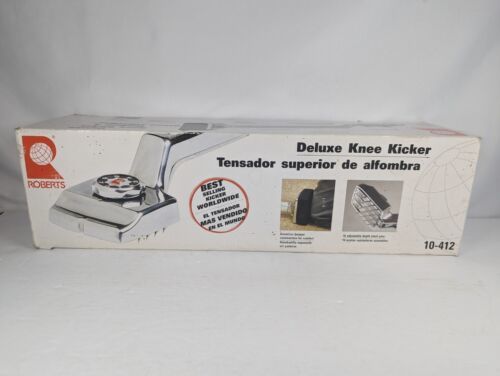 ROBERTS
Deluxe Knee Kicker
Tensador superior de alfombra
BEST
SELLING
KICKER
WORLDWIDE
EL TENSADOR
MAS VENDIDO
EN EL MUNDO
10-412